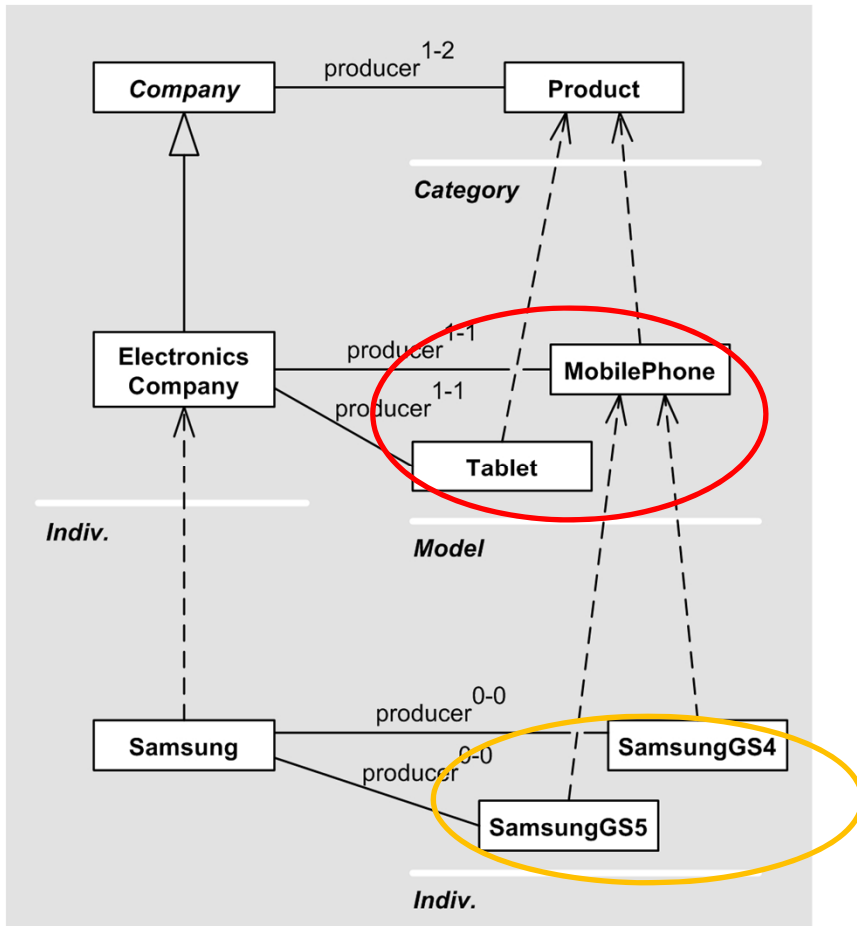 Company
producer 1-2
Product
Category
Electronics
Company
producer 1-1
MobilePhone
producer 1-1
Tablet
Indiv.
Model
Samsung
producer 0-0
SamsungGS4
producer 0-0
SamsungGS5
Indiv.